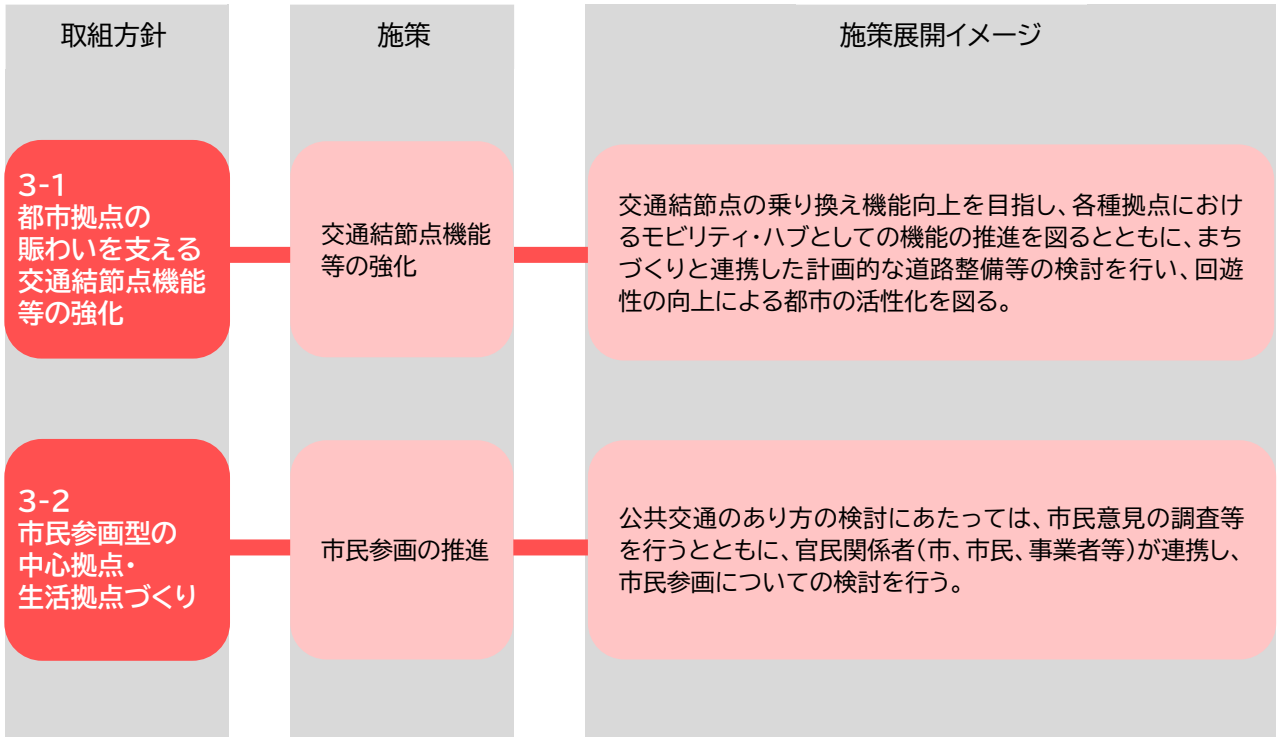 取組方針
施策
施策展開イメージ
3-1
都市拠点の
賑わいを支える
交通結節点機能
等の強化
交通結節点機能
等の強化
交通結節点の乗り換え機能向上を目指し、各種拠点におけ
るモビリティ・ハブとしての機能の推進を図るとともに、まち
づくりと連携した計画的な道路整備等の検討を行い、回遊
性の向上による都市の活性化を図る。
3-2
市民参画型の
中心拠点・
生活拠点づくり
市民参画の推進
公共交通のあり方の検討にあたっては、市民意見の調査等
を行うとともに、官民関係者(市、市民、事業者等)が連携し、
市民参画についての検討を行う。